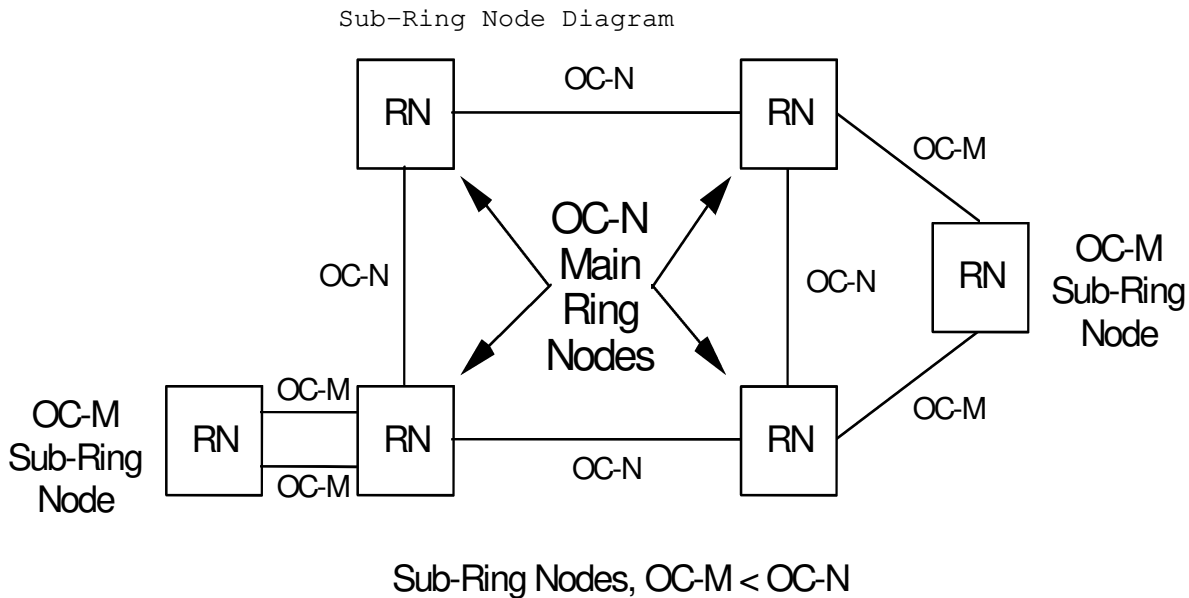 Sub-Ring Node Diagram
RN
OC-N
RN
OC-M
OC-N
Main
Ring
Nodes
OC-N
OC-N
RN
OC-M
Sub-Ring
Node
OC-M
Sub-Ring
Node
RN
OC-M
OC-M
RN
OC-N
RN
OC-M
Sub-Ring Nodes, OC-M < OC-N